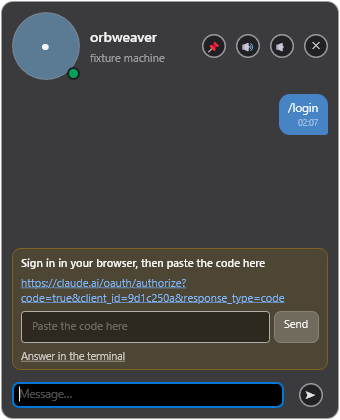 orbweaver
fixture machine
/login
02:07
Sign in in your browser, then paste the code here
https://claude.ai/oauth/authorize?
code=true&client_id=9d1c250a&response_type=code
Paste the code here
Send
Answer in the terminal
Message...